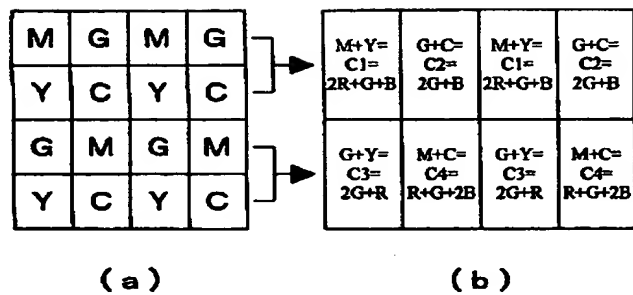 M G M G
Y C Y C
G M G M
Y C Y C
M+Y=
C1=
2R+G+B
G+C=
C2=
2G+B
M+Y=
C1=
2R+G+B
G+C=
C2=
2G+B
G+Y=
C3=
2G+R
M+C=
C4=
R+G+2B
G+Y=
C3=
2G+R
M+C=
C4=
R+G+2B
(a)
(b)